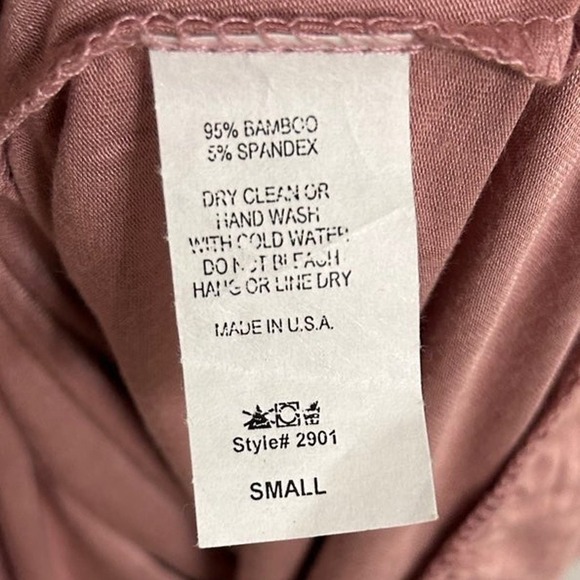 95% BAMBOO
5% SPANDEX
DRY CLEAN OR
HAND WASH
WITH COLD WATER
DO NOT BLEACH
HANG OR LINE DRY
MADE IN U.S.A.
Style# 2901
SMALL